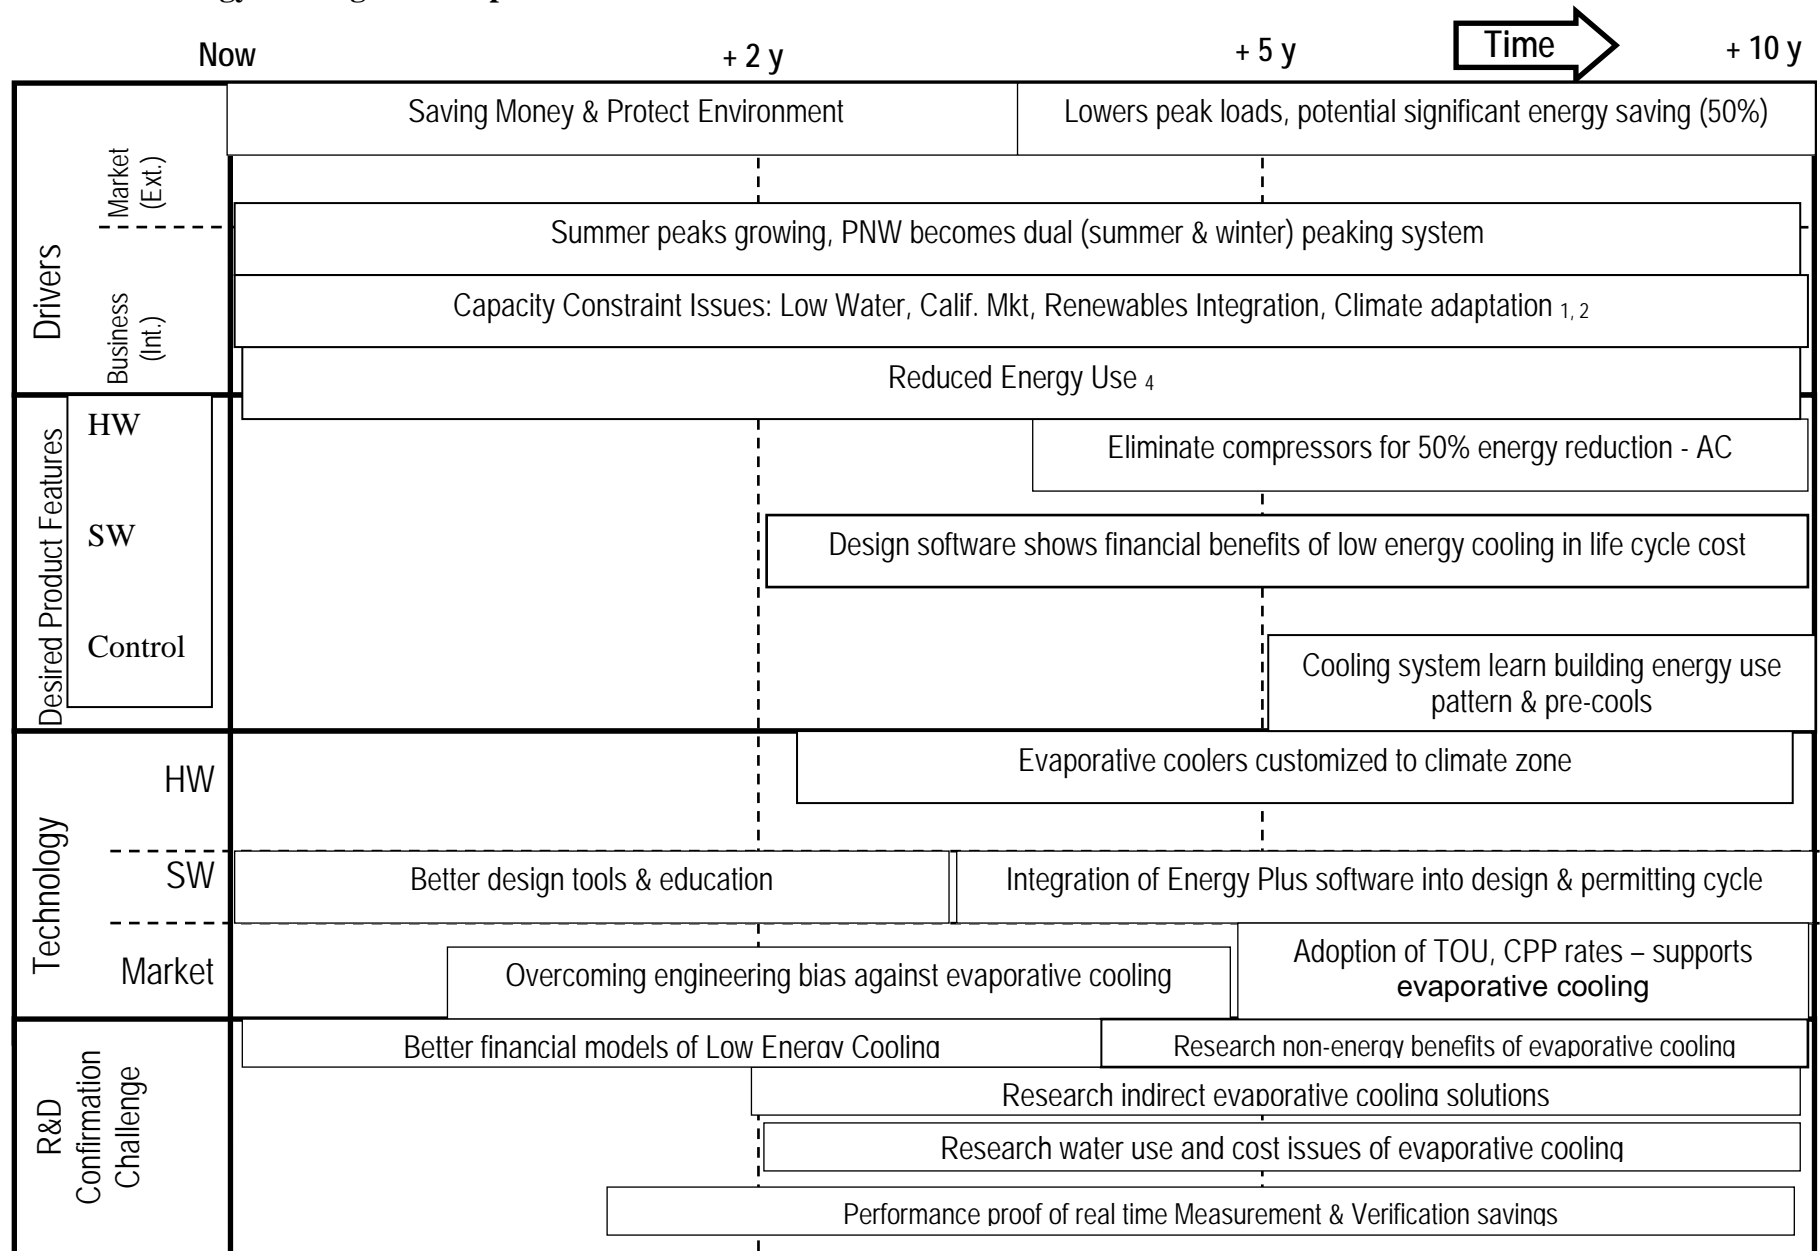 Now
+ 2 y
+ 5 y
Time
+ 10 y
Drivers
Market
(Ext.)
Business
(Int.)
Saving Money & Protect Environment
Lowers peak loads, potential significant energy saving (50%)
Summer peaks growing, PNW becomes dual (summer & winter) peaking system
Capacity Constraint Issues: Low Water, Calif. Mkt, Renewables Integration, Climate adaptation 1, 2
Reduced Energy Use 4
Desired Product Features
HW
Eliminate compressors for 50% energy reduction - AC
SW
Design software shows financial benefits of low energy cooling in life cycle cost
Control
Cooling system learn building energy use
pattern & pre-cools
Technology
HW
Evaporative coolers customized to climate zone
SW
Better design tools & education
Integration of Energy Plus software into design & permitting cycle
Market
Overcoming engineering bias against evaporative cooling
Adoption of TOU, CPP rates – supports
evaporative cooling
R&D
Confirmation
Challenge
Better financial models of Low Energy Cooling
Research non-energy benefits of evaporative cooling
Research indirect evaporative cooling solutions
Research water use and cost issues of evaporative cooling
Performance proof of real time Measurement & Verification savings